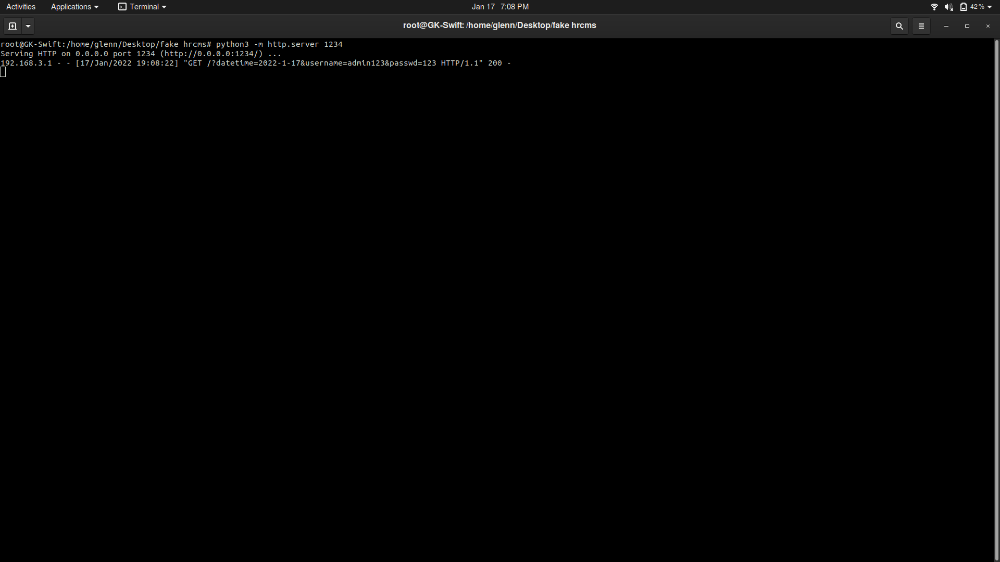 Activities Applications Terminal Jan 17 7:08 PM 42 %
root@GK-Swift: /home/glenn/Desktop/fake hrcms
root@GK-Swift:/home/glenn/Desktop/fake hrcms# python3 -m http.server 1234
Serving HTTP on 0.0.0.0 port 1234 (http://0.0.0.0:1234/) ...
192.168.3.1 - - [17/Jan/2022 19:08:22] "GET /?datetime=2022-1-17&username=admin123&passwd=123 HTTP/1.1" 200 -